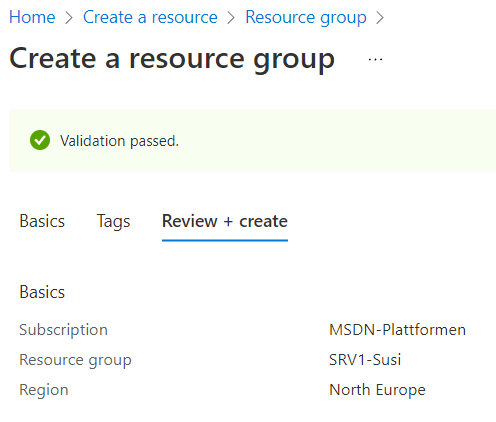 Home > Create a resource > Resource group >
Create a resource group ...
Validation passed.
Basics Tags Review + create
Basics
Subscription MSDN-Plattformen
Resource group SRV1-Susi
Region North Europe